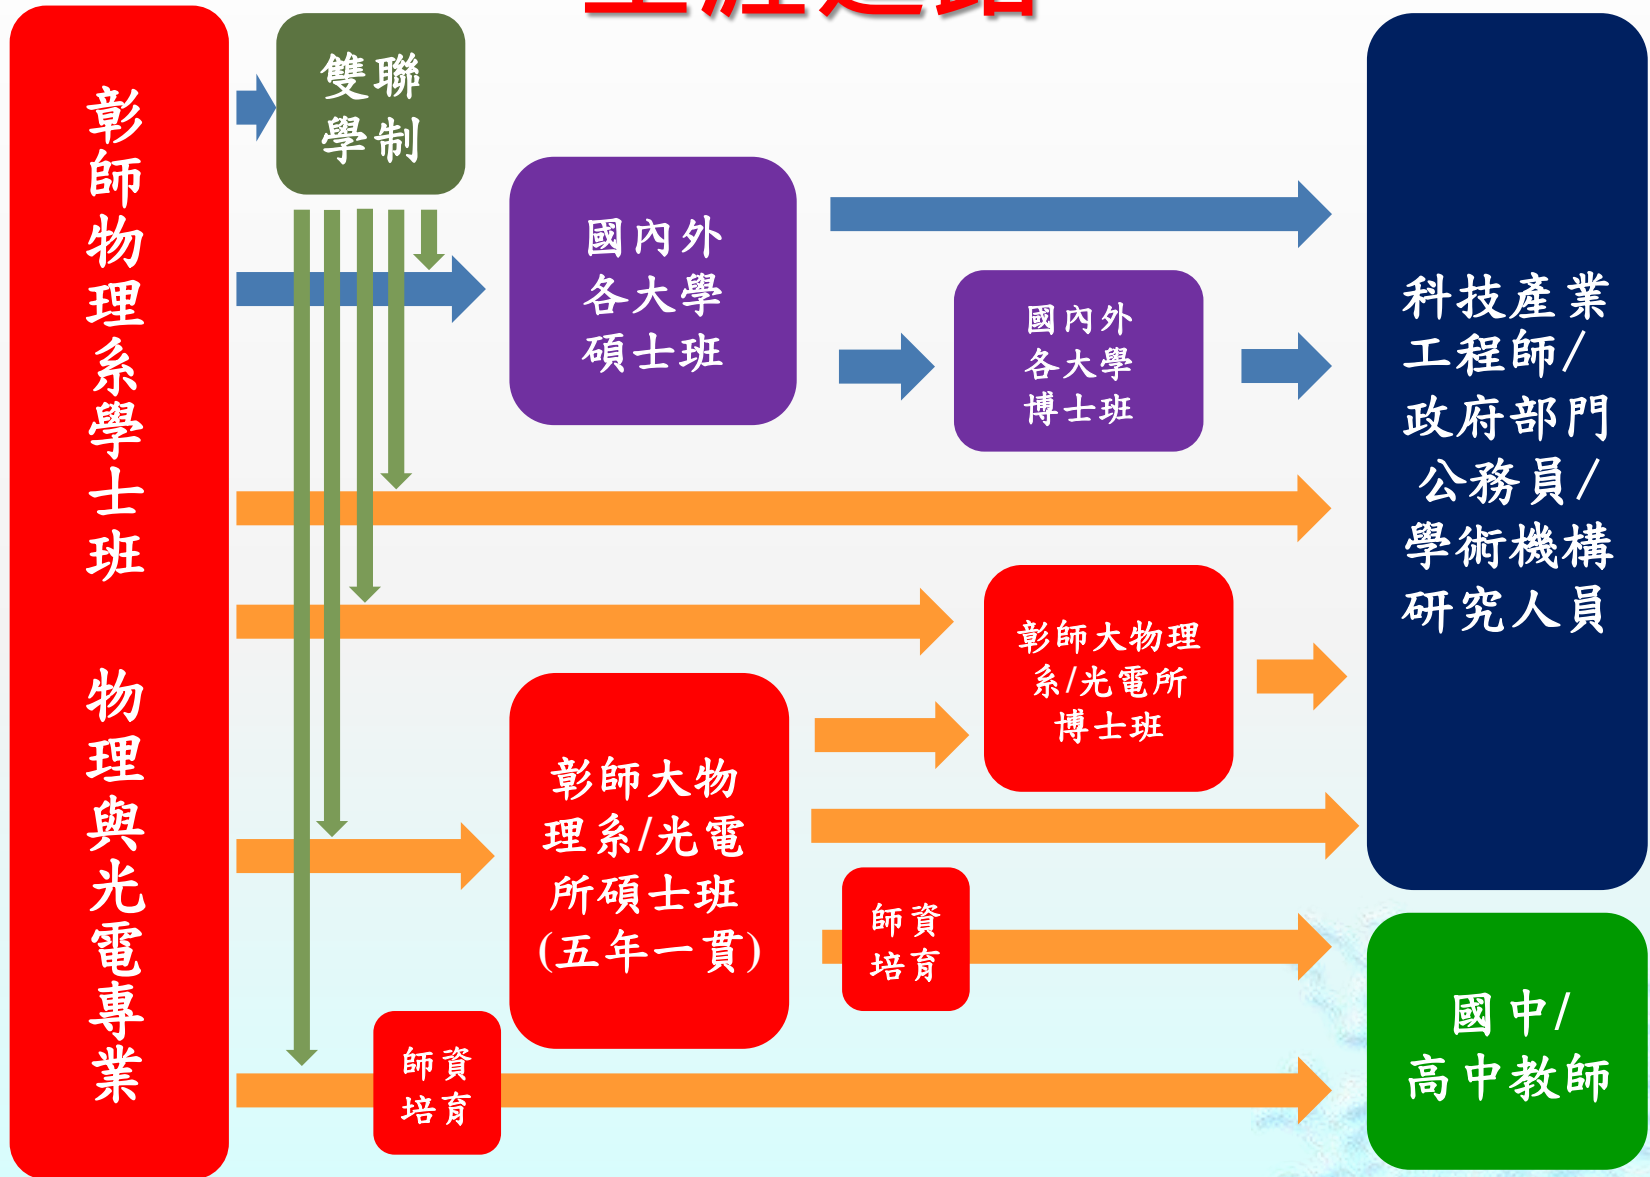 生涯進路
彰師物理系學士班 物理與光電專業
雙聯
學制
國內外
各大學
碩士班
國內外
各大學
博士班
科技產業
工程師/
政府部門
公務員/
學術機構
研究人員
彰師大物理
系/光電所
博士班
彰師大物
理系/光電
所碩士班
(五年一貫)
師資
培育
師資
培育
國中/
高中教師